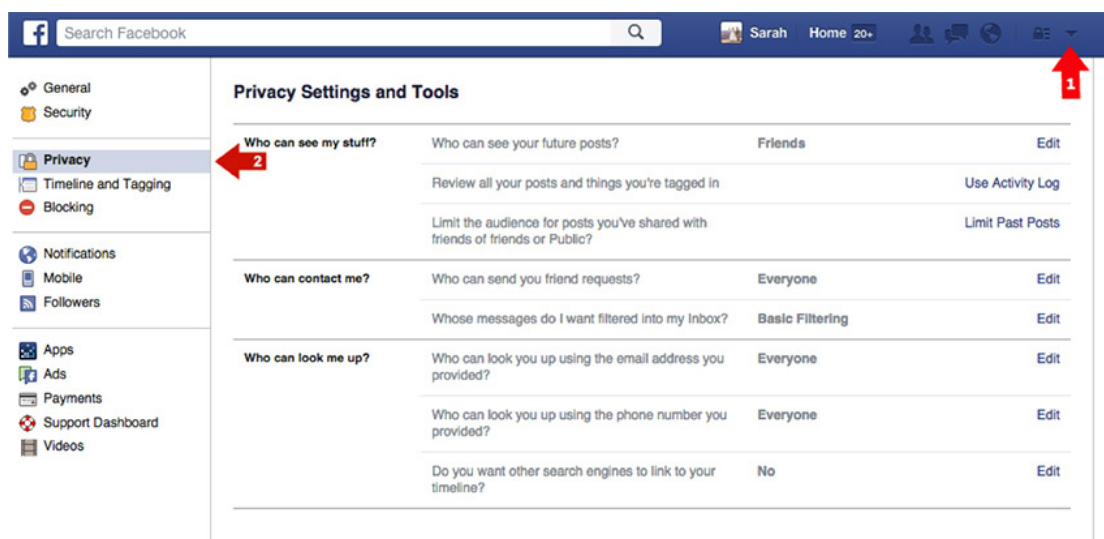 f Search Facebook Sarah Home 20+
1
General
Security
Privacy
2
Timeline and Tagging
Blocking
Notifications
Mobile
Followers
Apps
Ads
Payments
Support Dashboard
Videos
Privacy Settings and Tools
Who can see my stuff? Who can see your future posts? Friends Edit
Review all your posts and things you're tagged in Use Activity Log
Limit the audience for posts you've shared with Limit Past Posts
friends of friends or Public?
Who can contact me? Who can send you friend requests? Everyone Edit
Whose messages do I want filtered into my Inbox? Basic Filtering Edit
Who can look me up? Who can look you up using the email address you Everyone Edit
provided?
Who can look you up using the phone number you Everyone Edit
provided?
Do you want other search engines to link to your No Edit
timeline?